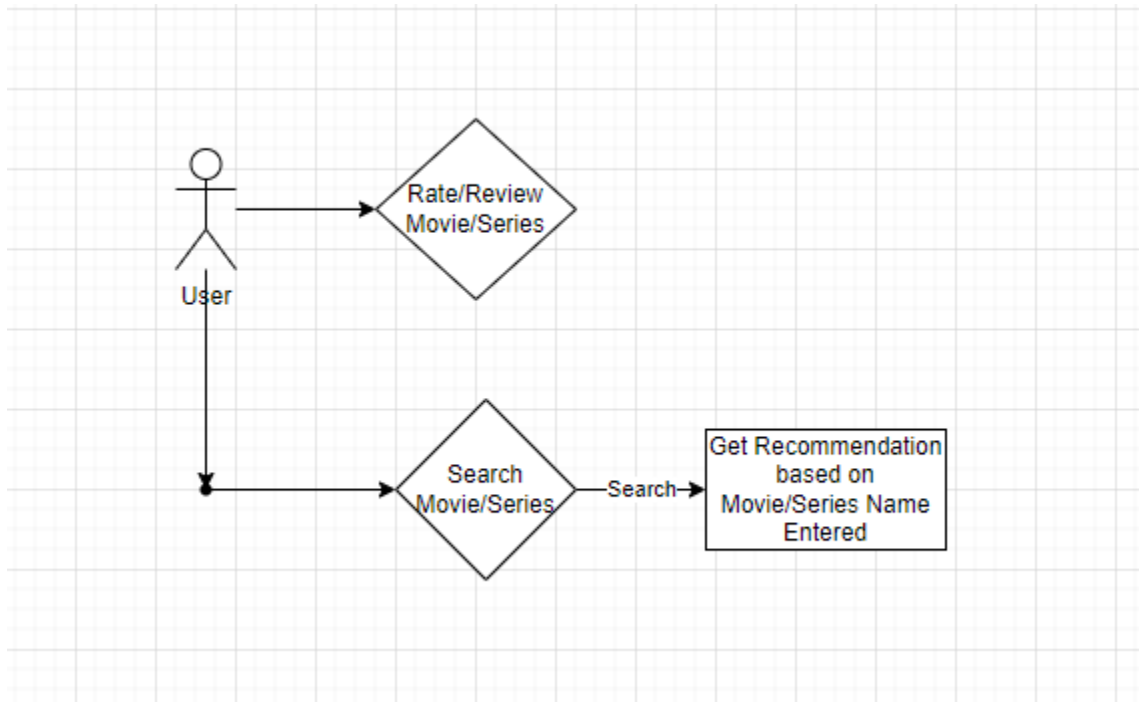 Rate/Review
Movie/Series
User
Search
Movie/Series
Search
Get Recommendation
based on
Movie/Series Name
Entered